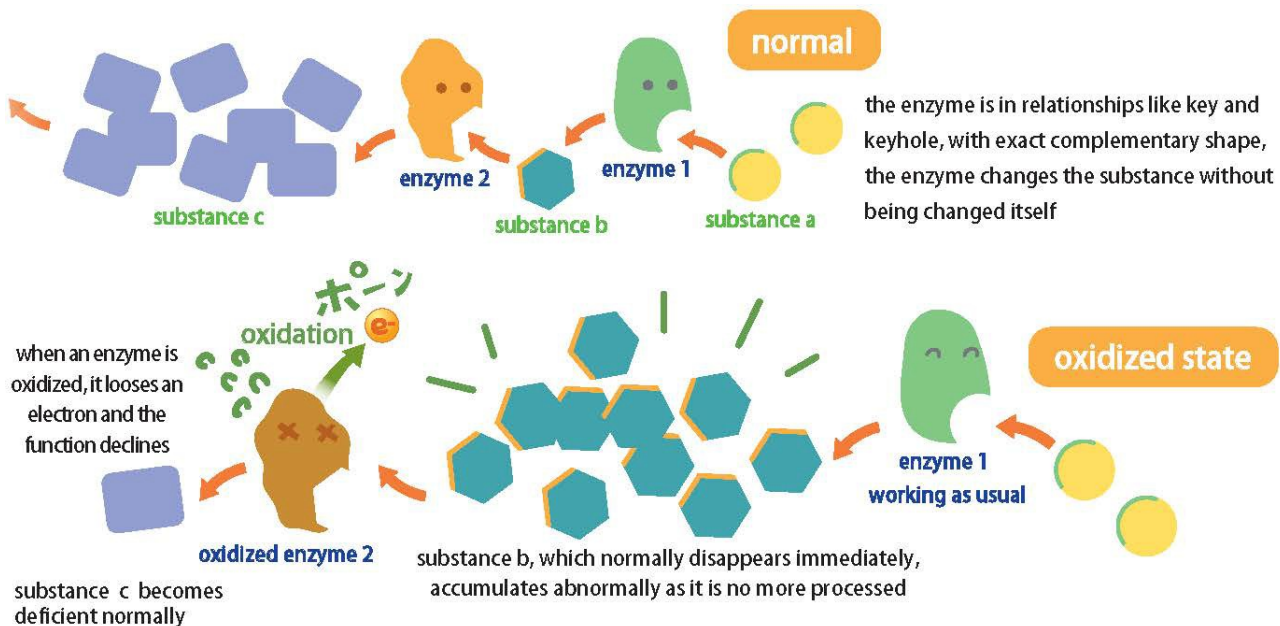 normal
the enzyme is in relationships like key and
keyhole, with exact complementary shape,
the enzyme changes the substance without
being changed itself
enzyme 2
enzyme 1
substance c
substance b
substance a
ポーン
oxidation
e-
when an enzyme is
oxidized, it looses an
electron and the
function declines
oxidized state
enzyme 1
working as usual
oxidized enzyme 2
substance b, which normally disappears immediately,
accumulates abnormally as it is no more processed
substance c becomes
deficient normally